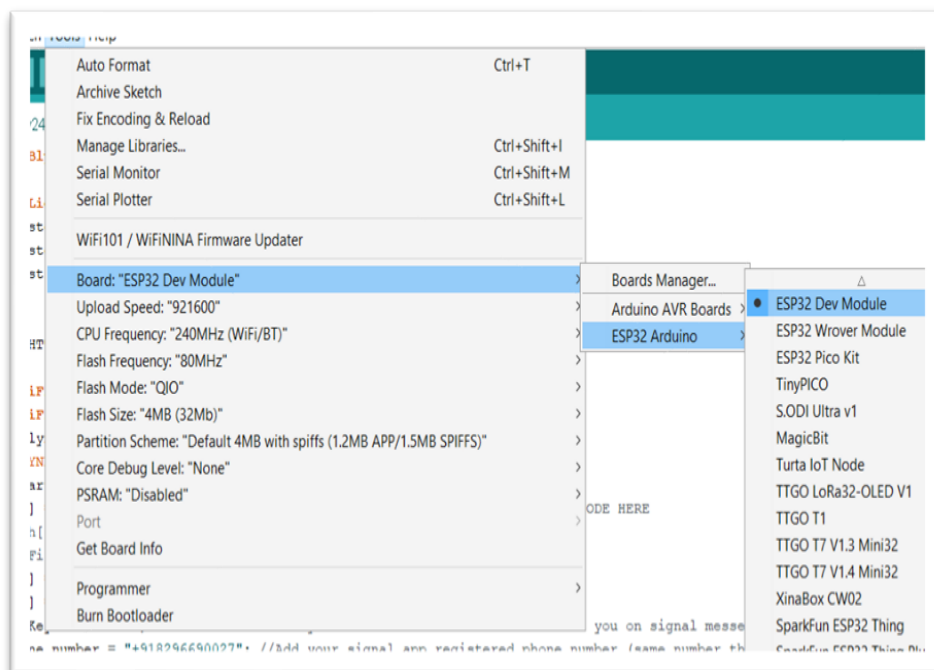 Tools Help
Auto Format Ctrl+T
Archive Sketch
Fix Encoding & Reload
Manage Libraries... Ctrl+Shift+I
Serial Monitor Ctrl+Shift+M
Serial Plotter Ctrl+Shift+L
WiFi101 / WiFiNINA Firmware Updater
Board: "ESP32 Dev Module"
Upload Speed: "921600"
CPU Frequency: "240MHz (WiFi/BT)"
Flash Frequency: "80MHz"
Flash Mode: "QIO"
Flash Size: "4MB (32Mb)"
Partition Scheme: "Default 4MB with spiffs (1.2MB APP/1.5MB SPIFFS)"
Core Debug Level: "None"
PSRAM: "Disabled"
Port
Get Board Info
Programmer
Burn Bootloader
Boards Manager...
Arduino AVR Boards
ESP32 Arduino
ESP32 Dev Module
ESP32 Wrover Module
ESP32 Pico Kit
TinyPICO
S.ODI Ultra v1
MagicBit
Turta IoT Node
TTGO LoRa32-OLED V1
TTGO T1
TTGO T7 V1.3 Mini32
TTGO T7 V1.4 Mini32
XinaBox CW02
SparkFun ESP32 Thing
SparkFun ESP32 Thing Plu
ODE HERE
you on signal messe
ne number = "+918296690027"; //Add your signal app registered phone number (same number th